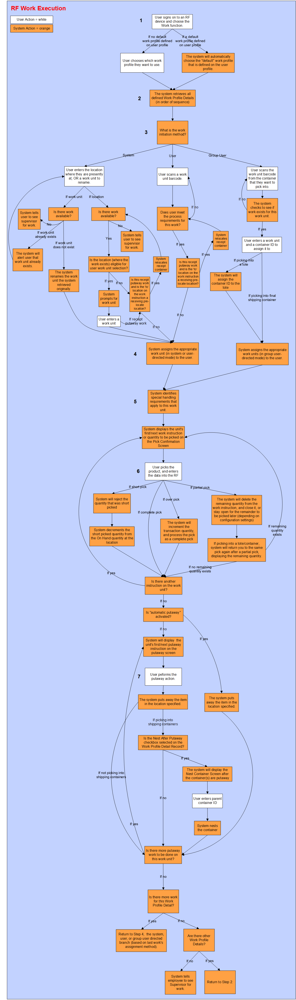 RF Work Execution
User Action = white
System Action = orange
1
User signs on to an RF
device and choose the
Work function.
If no default
work profile defined
on user profile
If a default
work profile defined
on user profile
User chooses which work
profile they want to use.
The system will automatically
choose the "default" work profile
that is defined on the user
profile.
2
The system retrieves all
defined Work Profile Details
(in order of sequence)
3
What is the work
initiation method?
System
User
Group User
User enters the location
where they are presently
at, OR a work unit to
rename.
User scans a work
unit barcode.
User scans the
work unit barcode
from the container
that they want to
pick into.
If work unit
If location
If no
If no
System tells
user to see
supervisor
for work.
Is there work
available?
Is there work
available?
Does user meet
the process
requirements for
this work?
The system
checks to see if
work exists for this
work unit.
No
No
If work unit
already exists
If work unit
does not exist
Yes
System tells
user to see
supervisor
for work.
If yes
System
relocates
receipt
container
If yes
User enters a work unit
and a container ID to
assign it to
The system will
alert user that
work unit already
exists.
Is the location (where the
work exists) eligible for
user work unit selection?
System
relocates
receipt
container
Is this receipt
putaway work
and is the 'to'
location on the
work instruction
a receiving pre-
locate location?
If yes
If picking into
a tote
The system
renames the work
unit the system
retrieved
originally.
If yes
If no
Is this receipt
putaway work
and is the 'to'
location on
the work
instruction a
receiving pre-
locate
location?
If yes
The system will
assign the
container ID to the
tote
System
prompts for
work unit
If picking into final
shipping container
User enters a
work unit
If receipt
putaway work
If no
If no
4
System assigns the appropriate
work unit (in system or user-
directed mode) to the user.
System assigns the appropriate
work units (in group user-
directed mode) to the user.
5
System identifies
special handling
requirements that
apply to this work
unit.
System displays the unit's
first/next work instruction
or quantity to be picked on
the Pick Confirmation
Screen
6
User picks the
product, and enters
the data into the RF
If short pick
If complete pick
If over pick
If partial pick
System will reject the
quantity that was short
picked
The system will delete the
remaining quantity from the
work instruction, and close it, or
stay open for the remainder to
be picked later (depending on
configuration settings)
System decrements the
short picked quantity from
the On Hand quantity at the
location
The system will
increment the
transaction quantity,
and process the pick
as a complete pick
If remaining
quantity
exists
If picking into a tote/container,
system will return you to the same
pick again after a partial pick,
displaying the remaining quantity.
If yes
If no remaining
quantity exists
Is there another
instruction on the work
unit?
If no
Is "automatic putaway"
activated?
If no
If yes
System will display the
unit's first/next putaway
instruction on the
putaway screen
7
User peforms the
putaway action.
The system puts away the item
in the location specified.
The system puts
away the item in the
location specified.
If picking into
shipping containers
Is the Nest After Putaway
checkbox selected on the
Work Profile Detail Record?
If yes
If not picking into
shipping containers
The system will display the
Nest Container Screen after
the container(s) are putaway
If no
User enters parent
container ID
If yes
System nests
the container
Is there more putaway
work to be done on
this work unit?
If no
Is there more work
for this Work
Profile Detail?
If yes
If no
Return to Step 4, the system,
user, or group user directed
branch (based on last work's
assignment method).
Are there other
Work Profile
Details?
If no
If yes
System tells
employee to see
Supervisor for
work.
Return to Step 2.